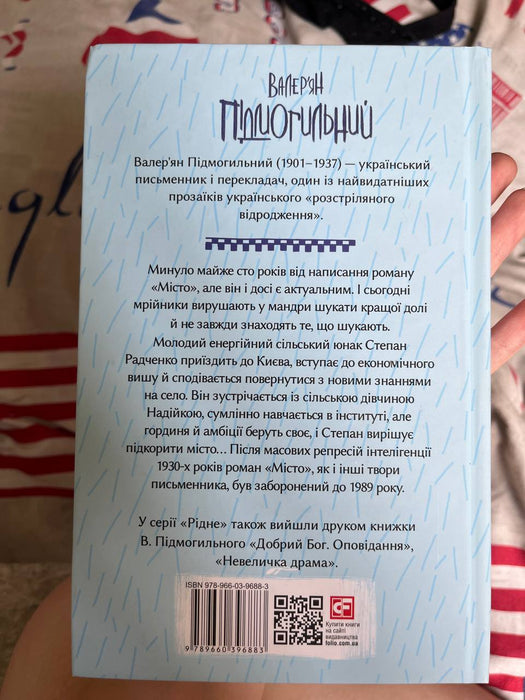 ВАЛЕР'ЯН
ПІДМОГИЛЬНИЙ
Валер'ян Підмогильний (1901–1937) — український
письменник і перекладач, один із найвидатніших
прозаїків українського «розстріляного
відродження».
Минуло майже сто років від написання роману
«Місто», але він і досі є актуальним. І сьогодні
мрійники вирушають у мандри шукати кращої долі
й не завжди знаходять те, що шукають.
Молодий енергійний сільський юнак Степан
Радченко приїздить до Києва, вступає до економічного
вишу й сподівається повернутися з новими знаннями
на село. Він зустрічається із сільською дівчиною
Надійкою, сумлінно навчається в інституті, але
гординя й амбіції беруть своє, і Степан вирішує
підкорити місто... Після масових репресій інтелігенції
1930-х років роман «Місто», як і інші твори
письменника, був заборонений до 1989 року.
У серії «Рідне» також вийшли друком книжки
В. Підмогильного «Добрий Бог. Оповідання»,
«Невеличка драма».
ISBN 978-966-03-9688-3
9 789660 396883
Купити книги
на сайті
видавництва
folio.com.ua